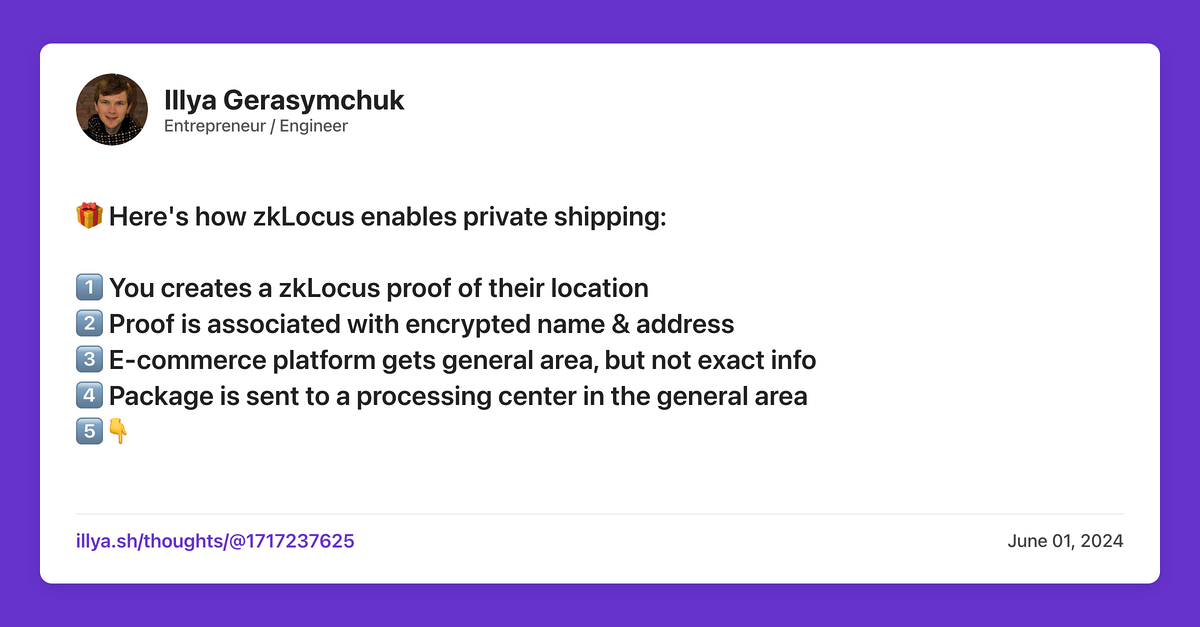 Illya Gerasymchuk
Entrepreneur / Engineer
🎁 Here's how zkLocus enables private shipping:
1️⃣ You creates a zkLocus proof of their location
2️⃣ Proof is associated with encrypted name & address
3️⃣ E-commerce platform gets general area, but not exact info
4️⃣ Package is sent to a processing center in the general area
5️⃣ 👇
illya.sh/thoughts/@1717237625
June 01, 2024